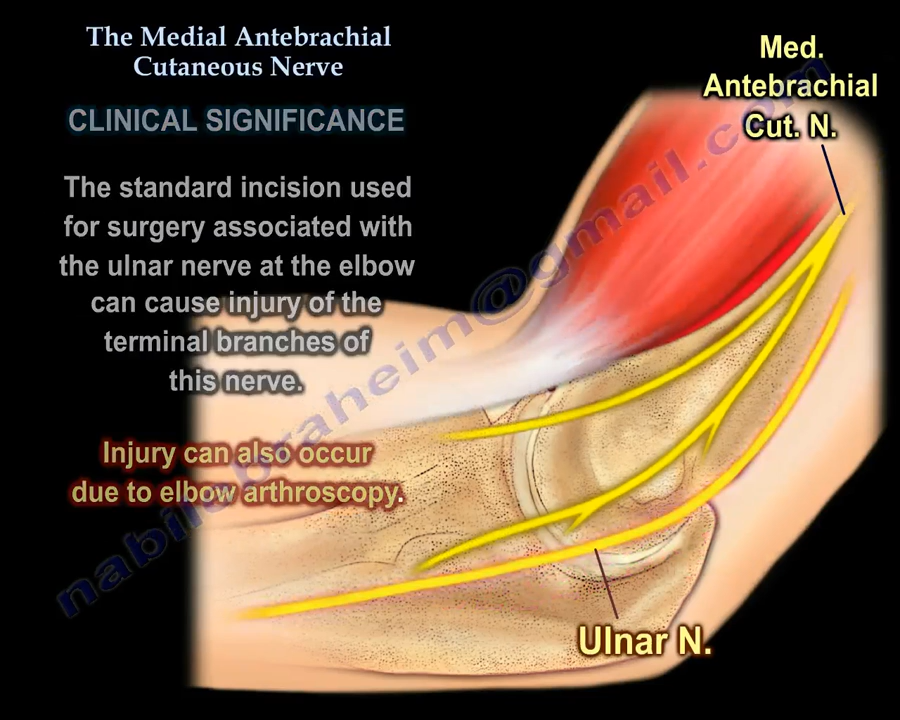 The Medial Antebrachial
Cutaneous Nerve
CLINICAL SIGNIFICANCE
The standard incision used
for surgery associated with
the ulnar nerve at the elbow
can cause injury of the
terminal branches of
this nerve.
Injury can also occur
due to elbow arthroscopy.
Med.
Antebrachial
Cut. N.
Ulnar N.
nabilebraheim@gmail.com